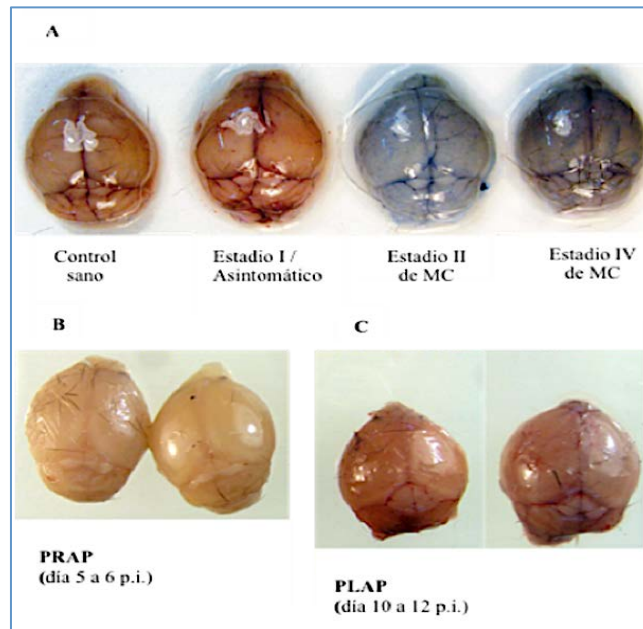 A
Control
sano
Estadio I /
Asintomático
Estadio II
de MC
Estadio IV
de MC
B
C
PRAP
(día 5 a 6 p.i.)
PLAP
(día 10 a 12 p.i.)